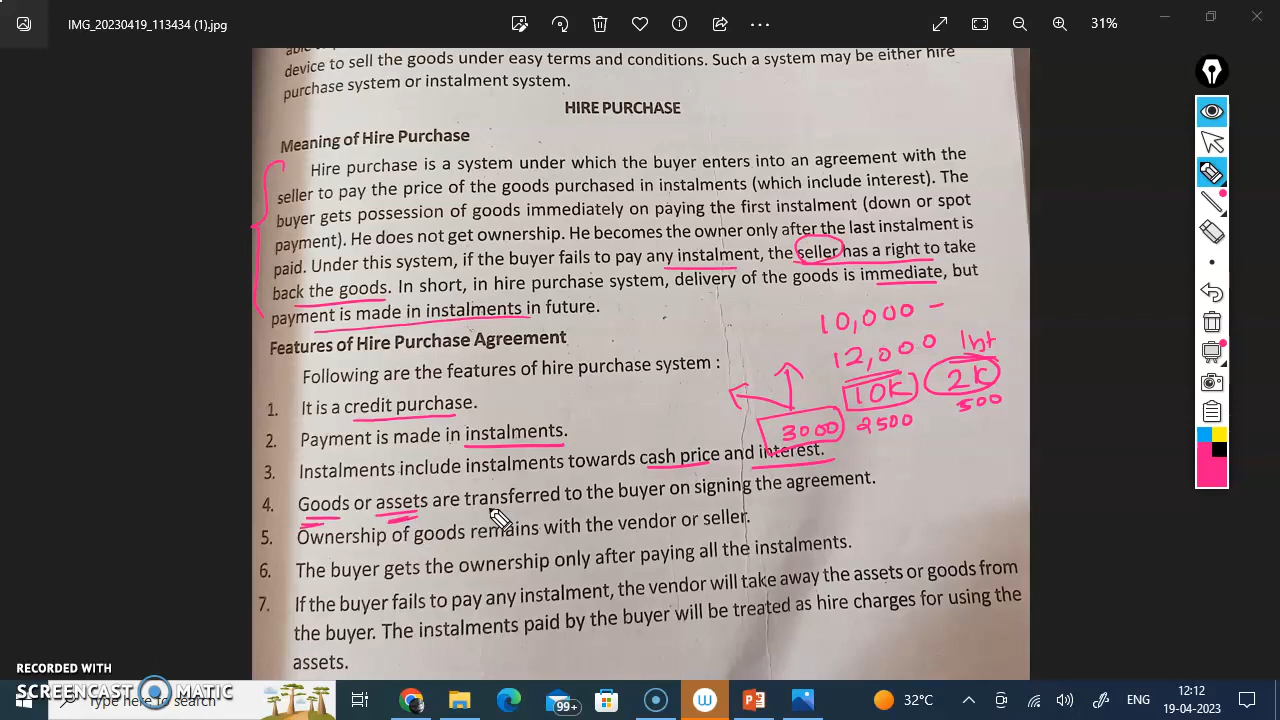 IMG_20230419_113434 (1).jpg
31%
device to sell the goods under easy terms and conditions. Such a system may be either hire
purchase system or instalment system.
HIRE PURCHASE
Meaning of Hire Purchase
Hire purchase is a system under which the buyer enters into an agreement with the
seller to pay the price of the goods purchased in instalments (which include interest). The
buyer gets possession of goods immediately on paying the first instalment (down or spot
payment). He does not get ownership. He becomes the owner only after the last instalment is
paid. Under this system, if the buyer fails to pay any instalment, the seller has a right to take
back the goods. In short, in hire purchase system, delivery of the goods is immediate, but
payment is made in instalments in future.
10,000 -
Features of Hire Purchase Agreement
12,000 Int
Following are the features of hire purchase system :
10K 2K
1. It is a credit purchase.
3000 2500 500
2. Payment is made in instalments.
3. Instalments include instalments towards cash price and interest.
4. Goods or assets are transferred to the buyer on signing the agreement.
5. Ownership of goods remains with the vendor or seller.
6. The buyer gets the ownership only after paying all the instalments.
7. If the buyer fails to pay any instalment, the vendor will take away the assets or goods from
the buyer. The instalments paid by the buyer will be treated as hire charges for using the
assets.
RECORDED WITH
SCREENCAST MATIC
Type here to search
99+
32°C
ENG
12:12
19-04-2023